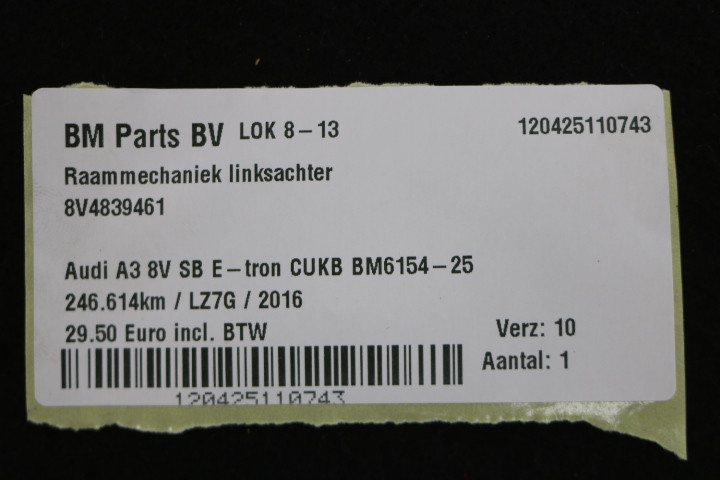 BM Parts BV LOK 8-13 120425110743
Raammechaniek linksachter
8V4839461
Audi A3 8V SB E-tron CUKB BM6154-25
246.614km / LZ7G / 2016
29.50 Euro incl. BTW Verz: 10
Aantal: 1
120425110743